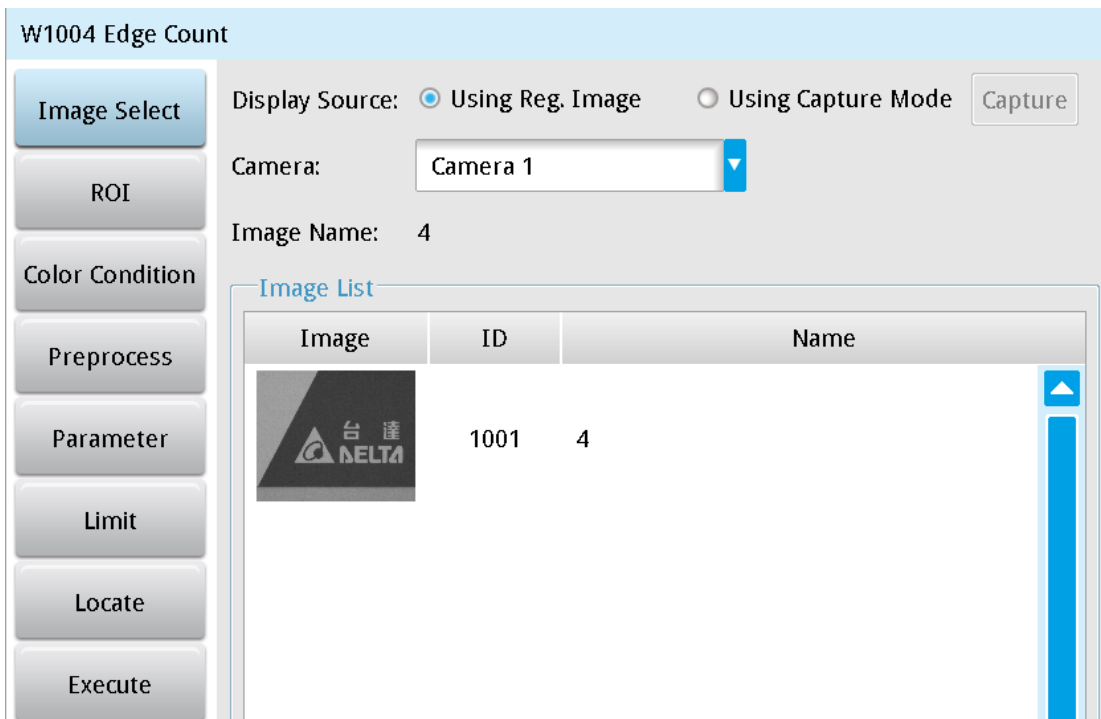 W1004 Edge Count
Image Select
ROI
Color Condition
Preprocess
Parameter
Limit
Locate
Execute
Display Source: Using Reg. Image Using Capture Mode Capture
Camera: Camera 1
Image Name: 4
Image List
Image ID Name
台達
DELTA
1001 4